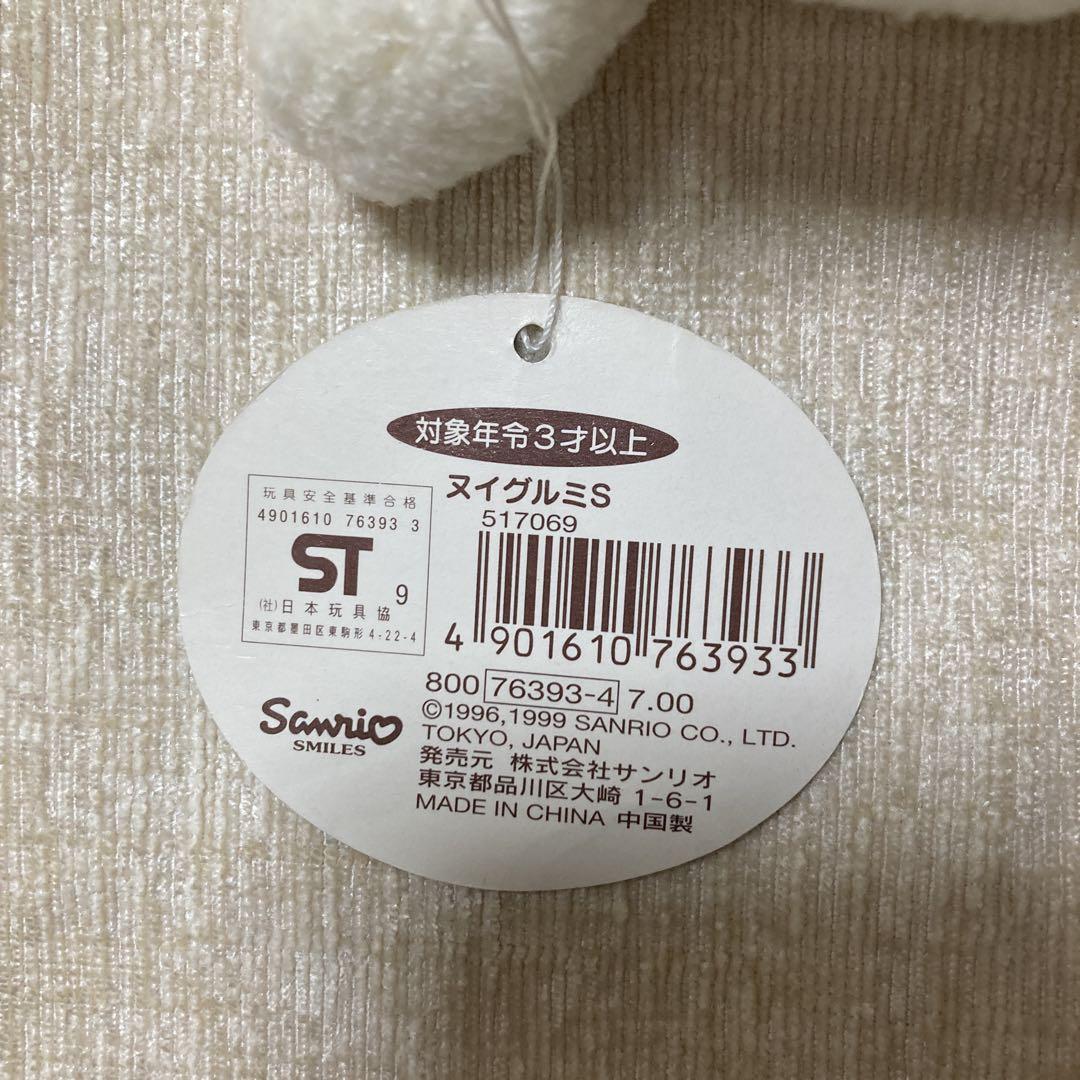 対象年令3才以上
玩具安全基準合格
4901610 76393 3
ST 9
(社)日本玩具協
東京都墨田区東駒形4-22-4
ヌイグルミS
517069
4 901610 763933
800 76393-4 7.00
©1996,1999 SANRIO CO., LTD.
TOKYO, JAPAN
発売元 株式会社サンリオ
東京都品川区大崎 1-6-1
MADE IN CHINA 中国製
Sanrio
SMILES